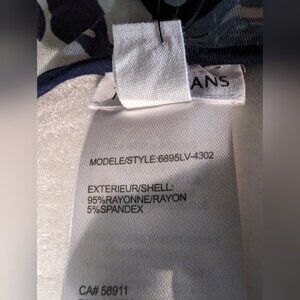 ANS
MODELE/STYLE:6895LV-4302
EXTERIEUR/SHELL:
95%RAYONNE/RAYON
5%SPANDEX
CA# 58911